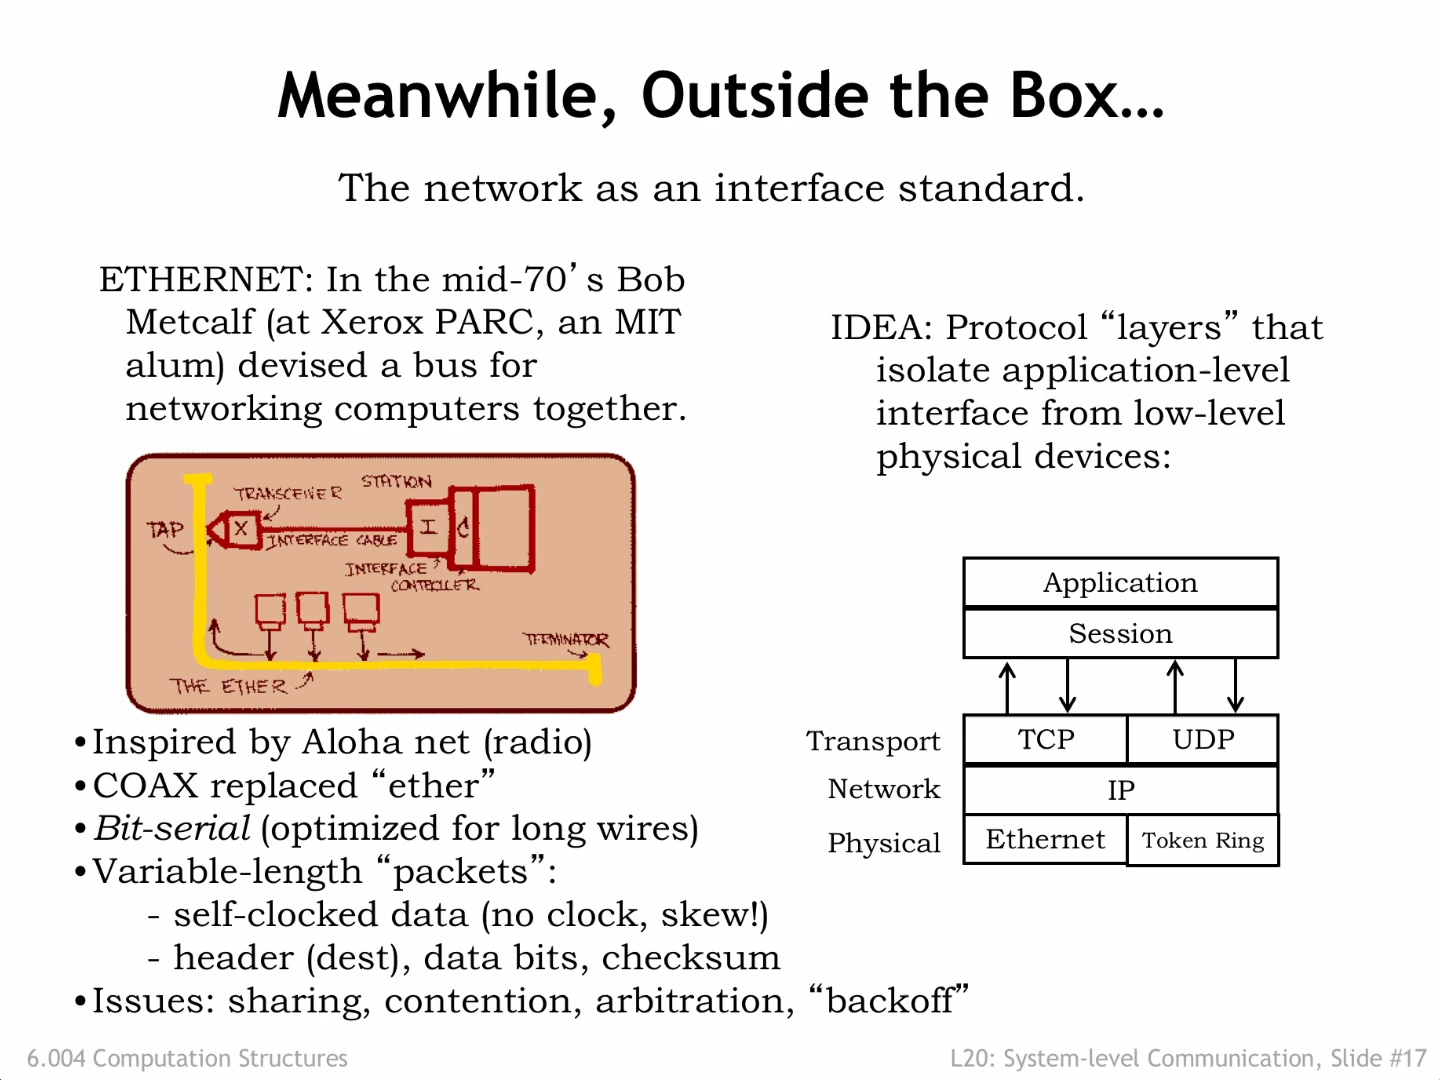 Meanwhile, Outside the Box…
The network as an interface standard.
ETHERNET: In the mid-70’s Bob
Metcalf (at Xerox PARC, an MIT
alum) devised a bus for
networking computers together.
TRANSCEIVER
STATION
TAP
X
I
C
INTERFACE CABLE
INTERFACE
CONTROLLER
TERMINATOR
THE ETHER
•Inspired by Aloha net (radio)
•COAX replaced “ether”
•Bit-serial (optimized for long wires)
•Variable-length “packets”:
- self-clocked data (no clock, skew!)
- header (dest), data bits, checksum
•Issues: sharing, contention, arbitration, “backoff”
IDEA: Protocol “layers” that
isolate application-level
interface from low-level
physical devices:
Application
Session
Transport TCP UDP
Network IP
Physical Ethernet Token Ring
6.004 Computation Structures
L20: System-level Communication, Slide #17